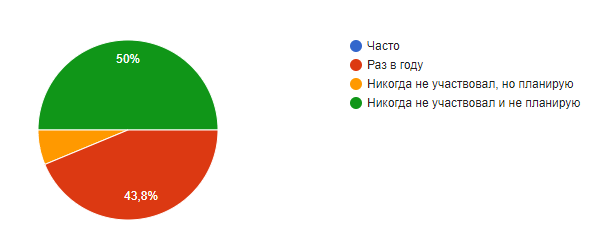 50%
43,8%
Часто
Раз в году
Никогда не участвовал, но планирую
Никогда не участвовал и не планирую